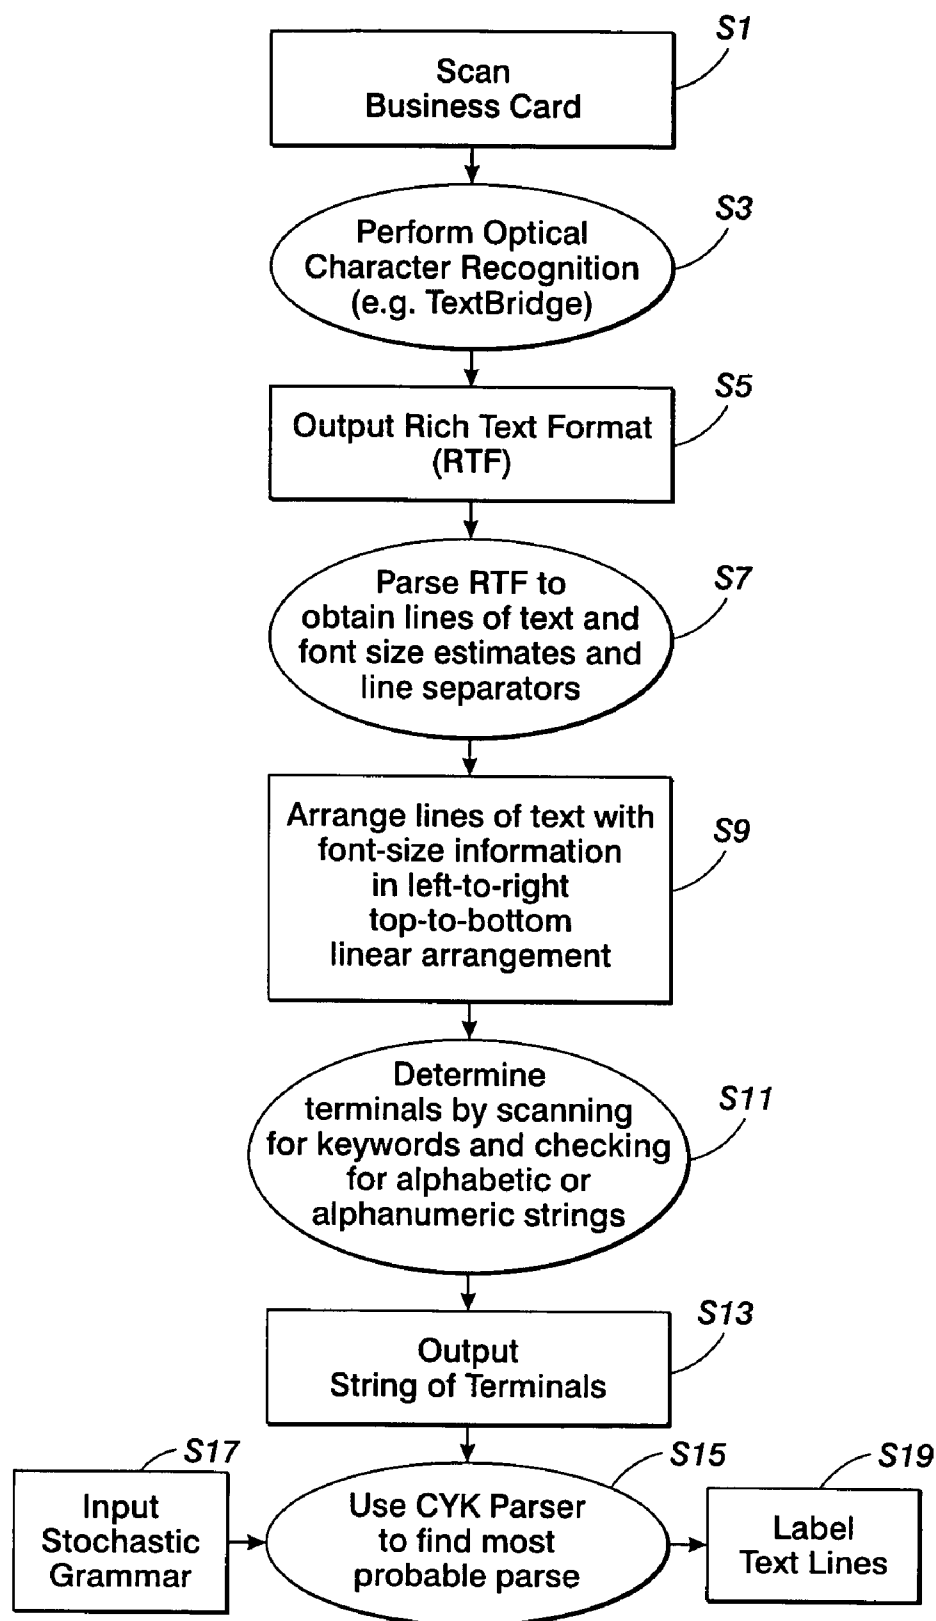 S1
Scan
Business Card
S3
Perform Optical
Character Recognition
(e.g. TextBridge)
S5
Output Rich Text Format
(RTF)
S7
Parse RTF to
obtain lines of text and
font size estimates and
line separators
S9
Arrange lines of text with
font-size information
in left-to-right
top-to-bottom
linear arrangement
S11
Determine
terminals by scanning
for keywords and checking
for alphabetic or
alphanumeric strings
S13
Output
String of Terminals
S17
Input
Stochastic
Grammar
S15
Use CYK Parser
to find most
probable parse
S19
Label
Text Lines